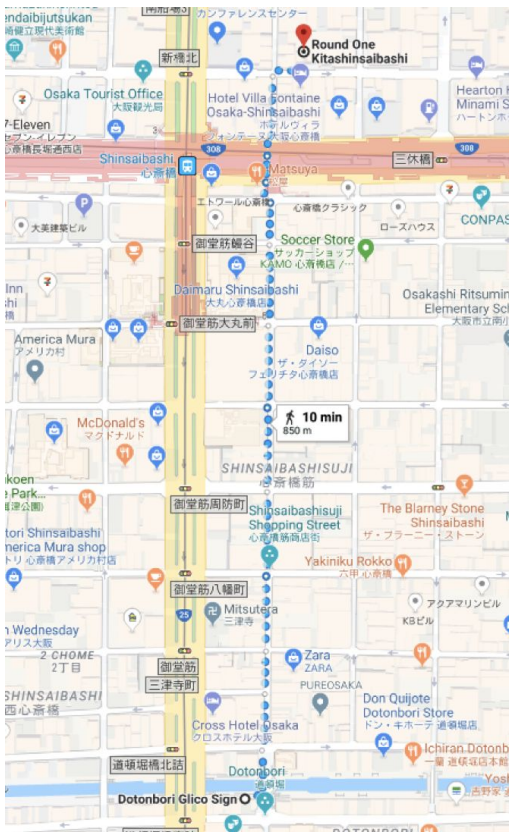 南船場3
カンファレンスセンター
endaibijutsukan
崎健立現代美術館
Round One
Kitashinsaibashi
新橋北
Osaka Tourist Office
大阪観光局
Hotel Villa Fontaine
Osaka-Shinsaibashi
ホテルヴィラ
フォンテーヌ大阪心斎橋
Hearton H
Minami S
ハートンホ
7-Eleven
セブン-イレブン
心斎橋長堀通西店
308
308
三休橋
Shinsaibashi
心斎橋
Matsuya
松屋
エトワール心斎橋
心斎橋クラシック
ローズハウス
CONPAS
大美建築ビル
御堂筋鰻谷
Soccer Store
サッカーショップ
KAMO 心斎橋店 /…
Inn
shi
橋
Daimaru Shinsaibashi
大丸心斎橋店
Osakashi Ritsumin
Elementary Sch
大阪市立南小
御堂筋大丸前
America Mura
アメリカ村
Daiso
ザ・ダイソー
フェリチタ心斎橋店
10 min
850 m
McDonald's
マクドナルド
SHINSAIBASHISUJI
心斎橋筋
koen
e Park...
津公園)
御堂筋周防町
Shinsaibashisuji
Shopping Street
心斎橋筋商店街
The Blarney Stone
Shinsaibashi
ザ・ブラーニー・ストーン
tori Shinsaibashi
merica Mura shop
トリ 心斎橋アメリカ村店
Yakiniku Rokko
六甲 心斎橋
御堂筋八幡町
アクアマリンビル
KBビル
25
Mitsutera
三津寺
n Wednesday
アリス大阪
2 CHOME
2丁目
御堂筋
三津寺町
Zara
ZARA
PUREOSAKA
SHINSAIBASHI
西心斎橋
Don Quijote
Dotonbori Store
ドン・キホーテ 道頓堀店
Cross Hotel Osaka
クロスホテル大阪
道頓堀橋北詰
Ichiran Dotonb
一蘭 道頓堀店本館
Dotonbori
道頓堀
Dotonbori Glico Sign
Yosh
吉野家
DOTONBORI